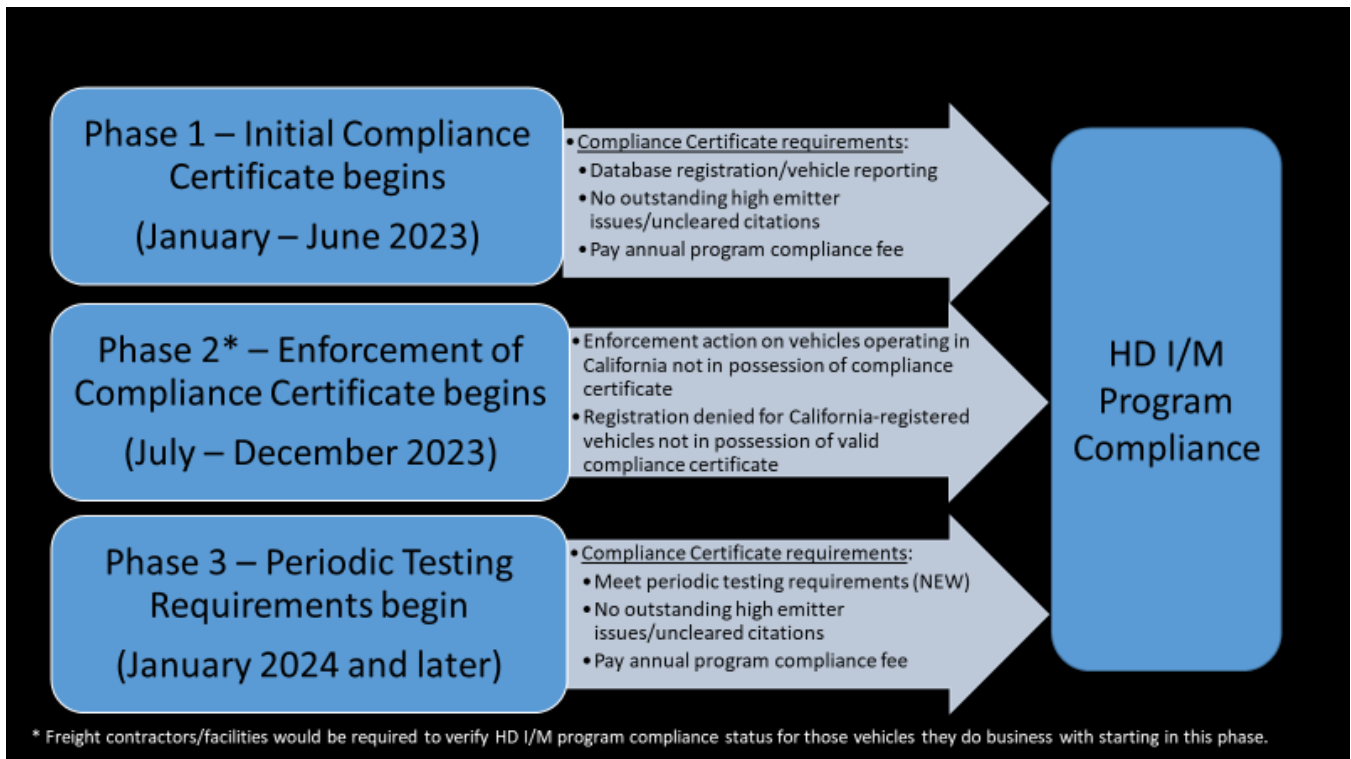 Phase 1 – Initial Compliance
Certificate begins
(January – June 2023)
•Compliance Certificate requirements:
•Database registration/vehicle reporting
•No outstanding high emitter
issues/uncleared citations
•Pay annual program compliance fee
Phase 2* – Enforcement of
Compliance Certificate begins
(July – December 2023)
•Enforcement action on vehicles operating in
California not in possession of compliance
certificate
•Registration denied for California-registered
vehicles not in possession of valid
compliance certificate
Phase 3 – Periodic Testing
Requirements begin
(January 2024 and later)
•Compliance Certificate requirements:
•Meet periodic testing requirements (NEW)
•No outstanding high emitter
issues/uncleared citations
•Pay annual program compliance fee
HD I/M
Program
Compliance
* Freight contractors/facilities would be required to verify HD I/M program compliance status for those vehicles they do business with starting in this phase.